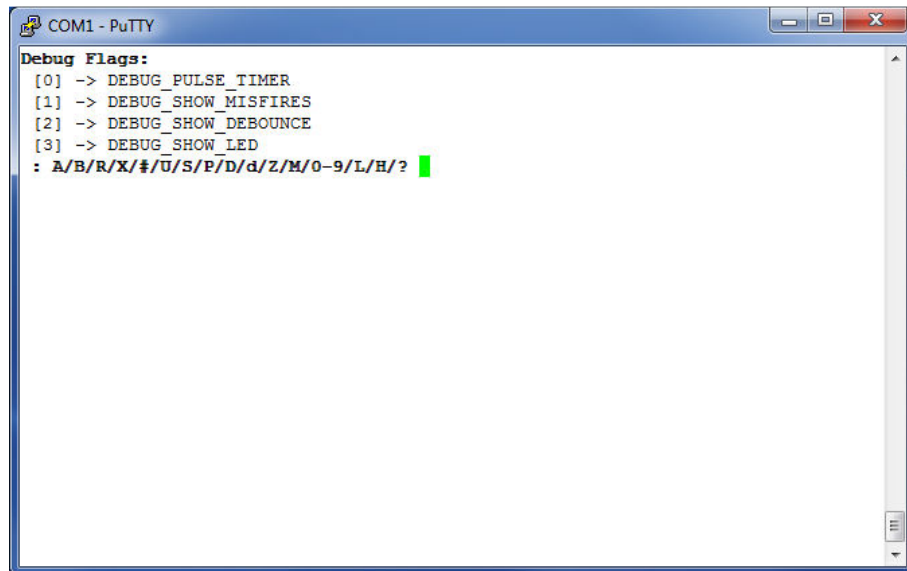 COM1 - PuTTY
Debug Flags:
[0] -> DEBUG_PULSE_TIMER
[1] -> DEBUG_SHOW_MISFIRES
[2] -> DEBUG_SHOW_DEBOUNCE
[3] -> DEBUG_SHOW_LED
: A/B/R/X/#/U/S/P/D/d/Z/M/0-9/L/H/?